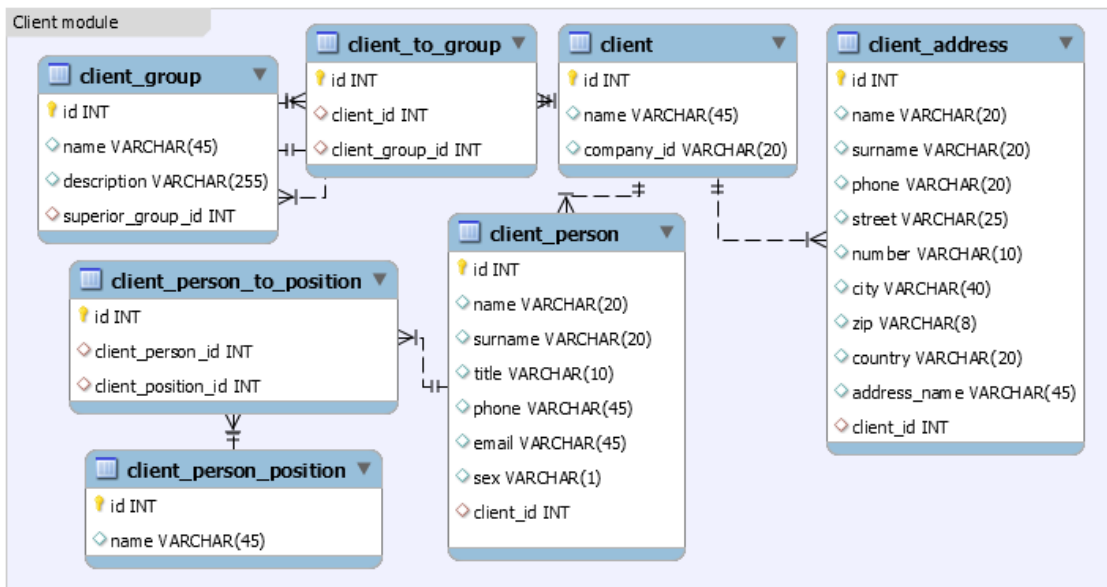 Client module
client_group
id INT
name VARCHAR(45)
description VARCHAR(255)
superior_group_id INT
client_to_group
id INT
client_id INT
client_group_id INT
client
id INT
name VARCHAR(45)
company_id VARCHAR(20)
client_address
id INT
name VARCHAR(20)
surname VARCHAR(20)
phone VARCHAR(20)
street VARCHAR(25)
number VARCHAR(10)
city VARCHAR(40)
zip VARCHAR(8)
country VARCHAR(20)
address_name VARCHAR(45)
client_id INT
client_person
id INT
name VARCHAR(20)
surname VARCHAR(20)
title VARCHAR(10)
phone VARCHAR(45)
email VARCHAR(45)
sex VARCHAR(1)
client_id INT
client_person_to_position
id INT
client_person_id INT
client_position_id INT
client_person_position
id INT
name VARCHAR(45)